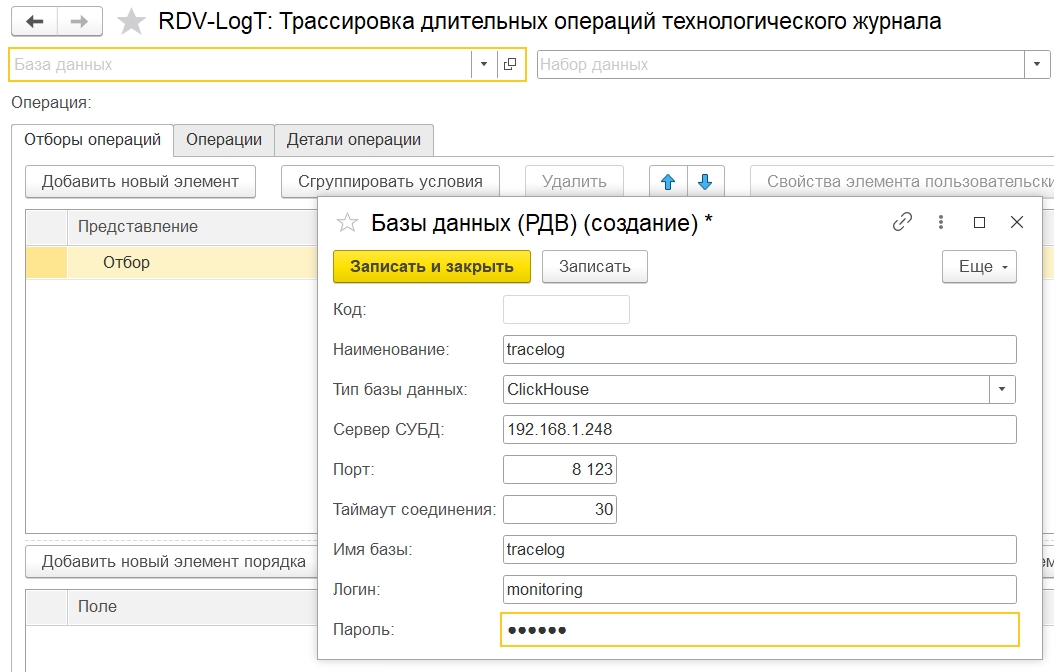 RDV-LogT: Трассировка длительных операций технологического журнала
База данных
Набор данных
Операция:
Отборы операций
Операции
Детали операции
Добавить новый элемент
Сгруппировать условия
Удалить
Свойства элемента пользовательски
Представление
Отбор
Базы данных (РДВ) (создание) *
Записать и закрыть
Записать
Еще
Код:
Наименование: tracelog
Тип базы данных: ClickHouse
Сервер СУБД: 192.168.1.248
Порт: 8 123
Таймаут соединения: 30
Имя базы: tracelog
Логин: monitoring
Пароль: ●●●●●●
Добавить новый элемент порядка
Поле